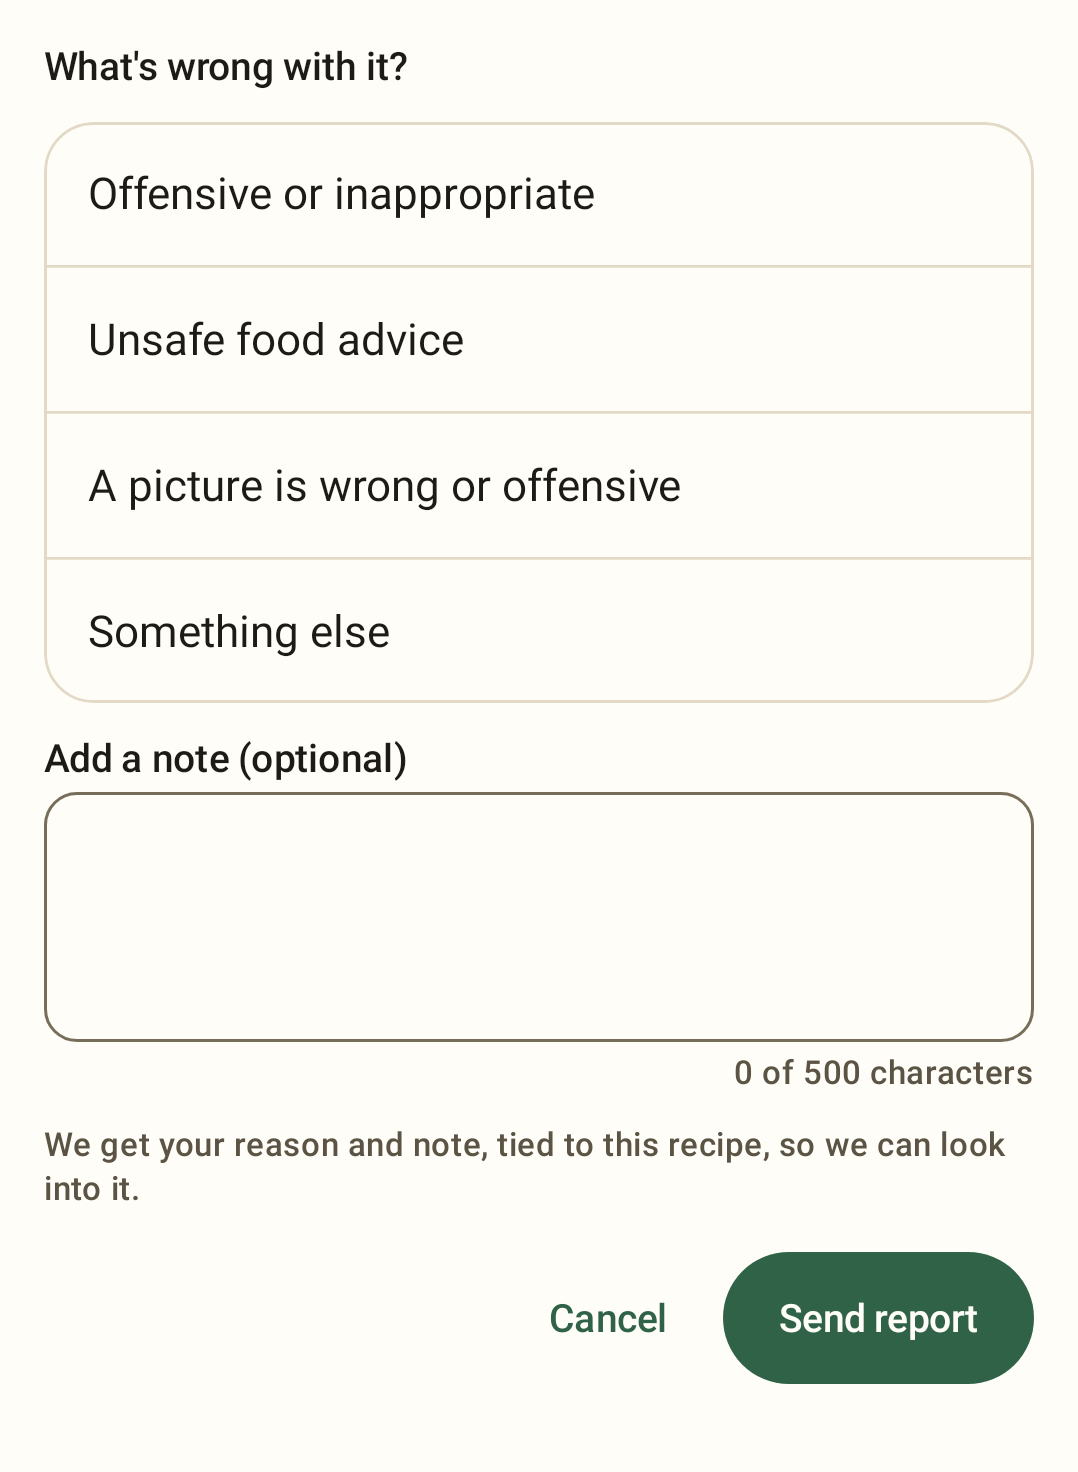 What's wrong with it?
Offensive or inappropriate
Unsafe food advice
A picture is wrong or offensive
Something else
Add a note (optional)
0 of 500 characters
We get your reason and note, tied to this recipe, so we can look
into it.
Cancel
Send report